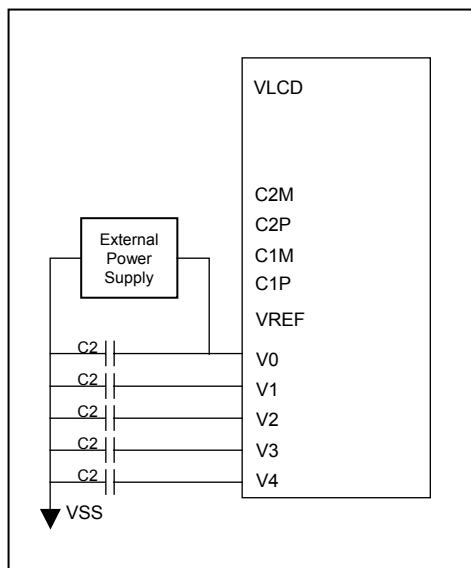 VLCD
C2M
C2P
C1M
C1P
VREF
External
Power
Supply
C2
V0
C2
V1
C2
V2
C2
V3
C2
V4
VSS